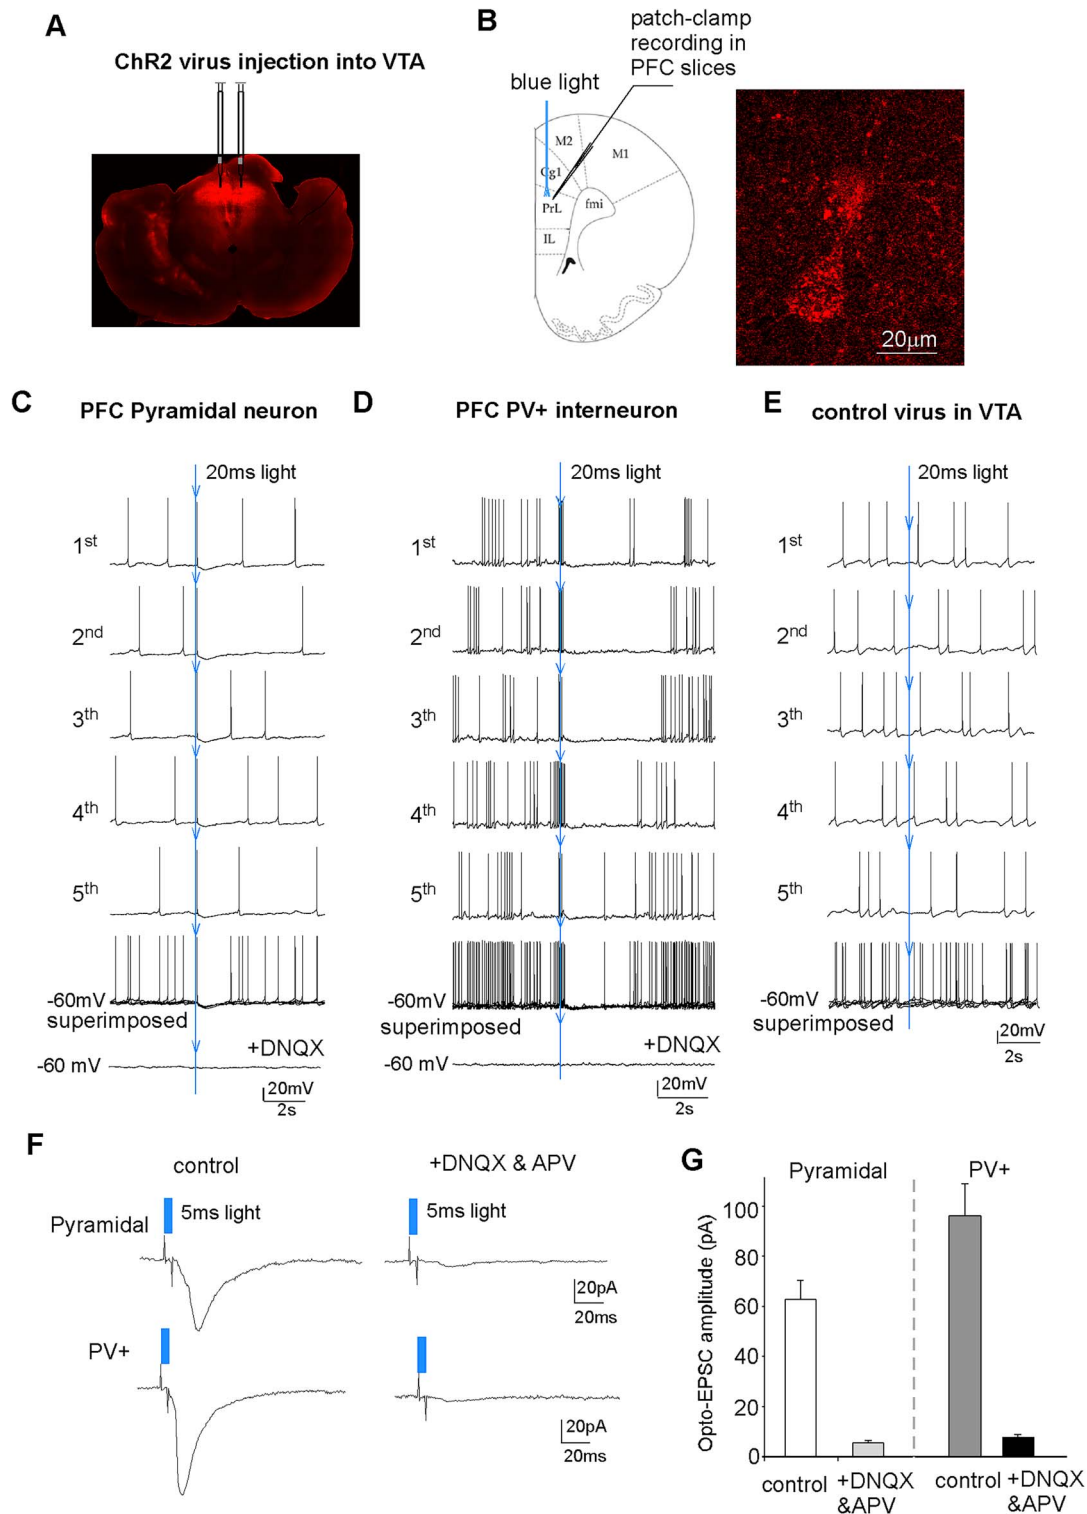 A
ChR2 virus injection into VTA
B
patch-clamp
recording in
PFC slices
blue light
M2
M1
Cg1
PrL
fmi
IL
20μm
C
PFC Pyramidal neuron
20ms light
1st
2nd
3th
4th
5th
-60mV
superimposed
+DNQX
-60 mV
20mV
2s
D
PFC PV+ interneuron
20ms light
1st
2nd
3th
4th
5th
-60mV
superimposed
+DNQX
-60 mV
20mV
2s
E
control virus in VTA
20ms light
1st
2nd
3th
4th
5th
-60mV
superimposed
20mV
2s
F
control
+DNQX & APV
Pyramidal
5ms light
5ms light
20pA
20ms
PV+
20pA
20ms
G
Pyramidal
PV+
Opto-EPSC amplitude (pA)
100
80
60
40
20
0
control
+DNQX
&APV
control
+DNQX
&APV